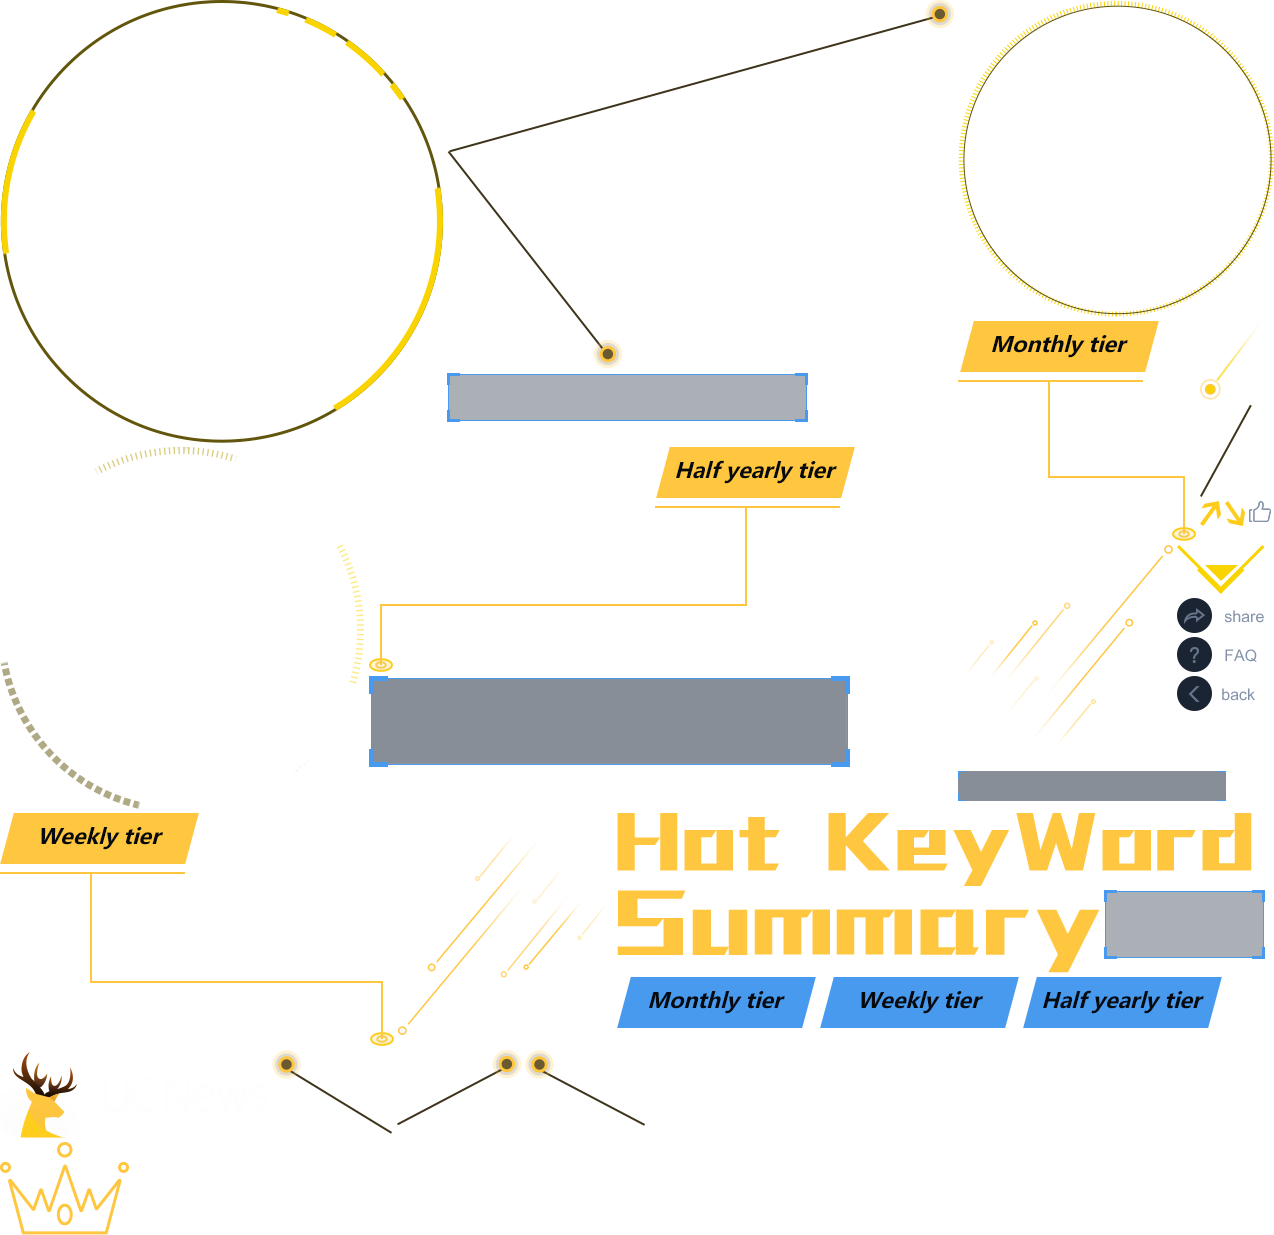 Monthly tier
Half yearly tier
share
FAQ
back
Weekly tier
Hot KeyWord
Summary
Monthly tier
Weekly tier
Half yearly tier